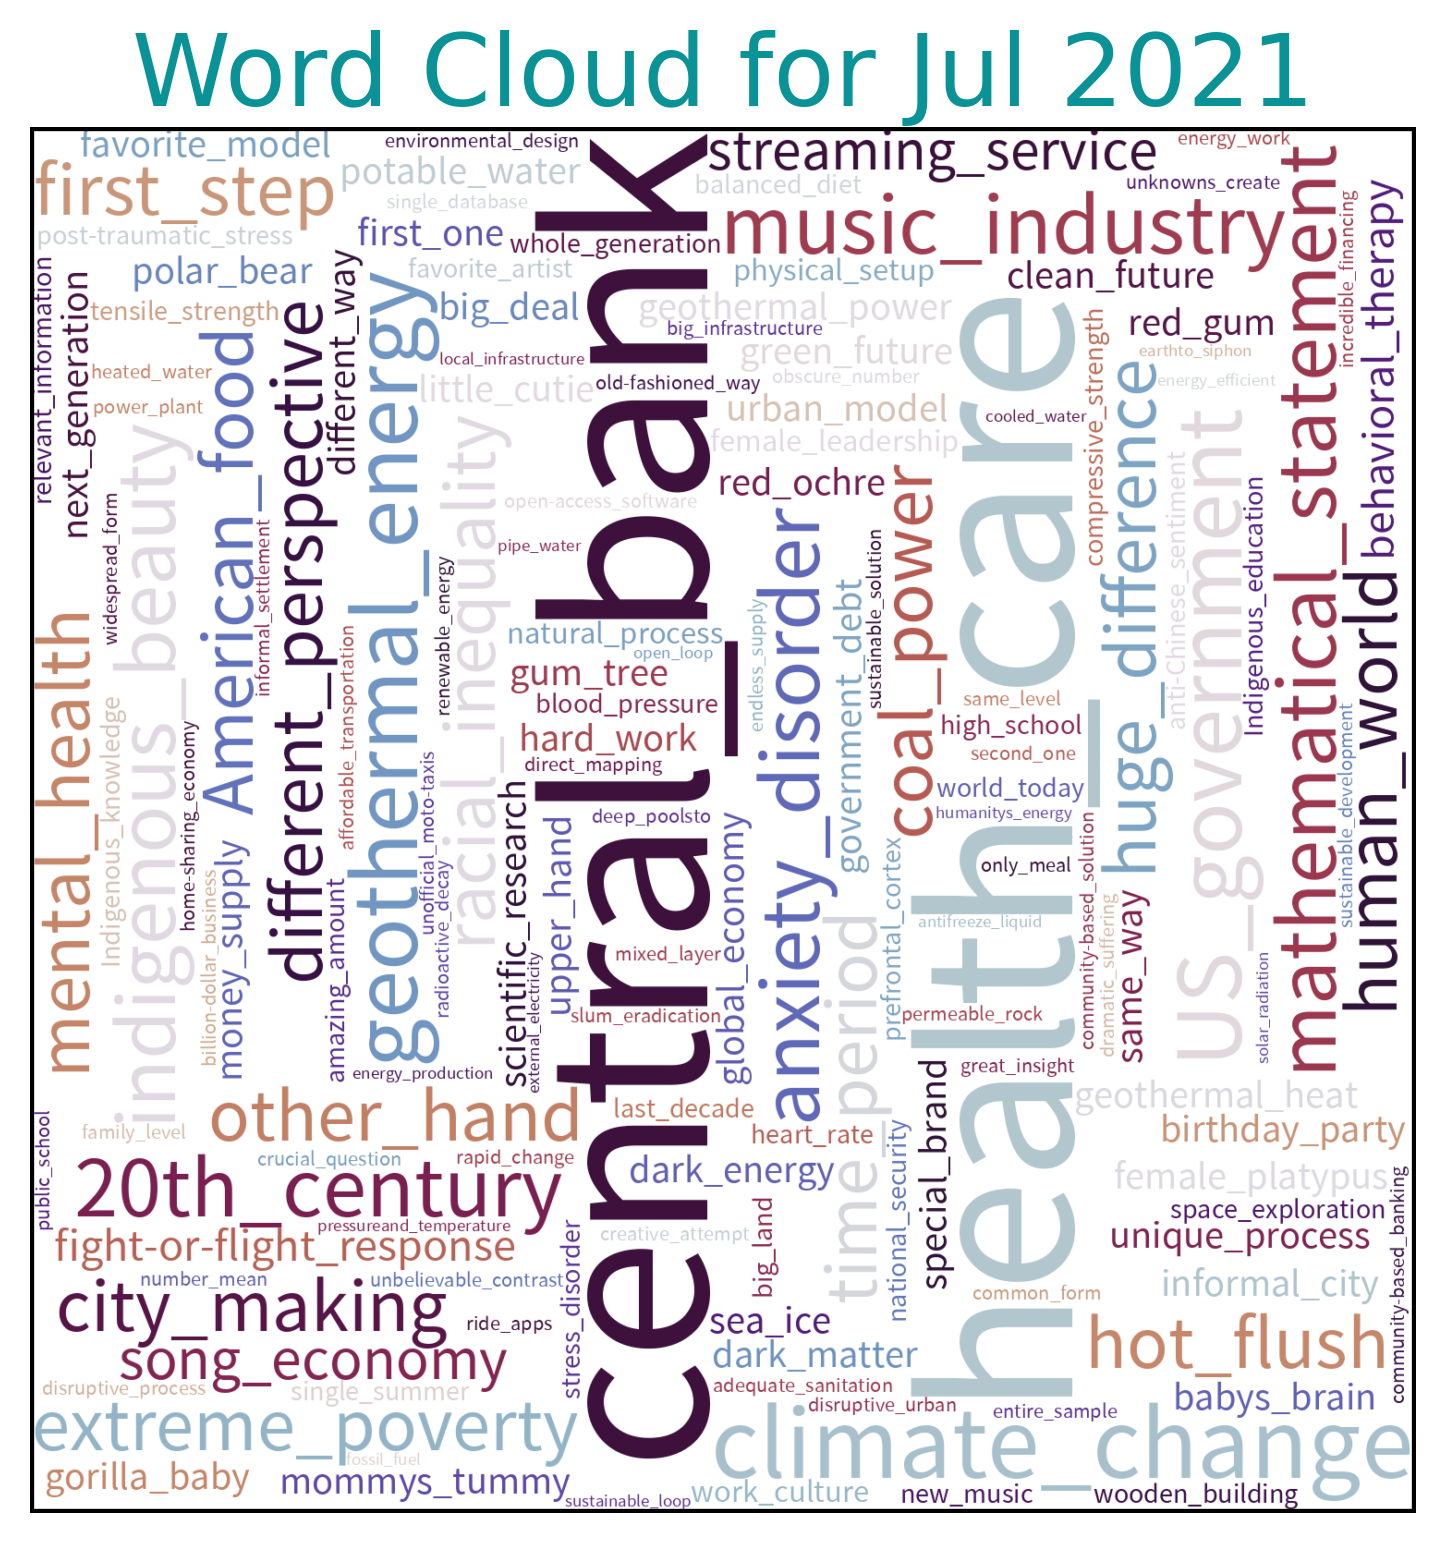 Word Cloud for Jul 2021
favorite_model
environmental_design
streaming_service
energy_work
first_step
potable_water
balanced_diet
unknowns_create
single_database
music_industry
post-traumatic_stress
first_one
whole_generation
polar_bear
favorite_artist
physical_setup
clean_future
tensile_strength
big_deal
geothermal_power
red_gum
big_infrastructure
heated_water
local_infrastructure
green_future
earthto_siphon
power_plant
little_cutie
old-fashioned_way
obscure_number
energy_efficient
urban_model
cooled_water
female_leadership
red_ochre
open-access_software
pipe_water
natural_process
open_loop
gum_tree
blood_pressure
same_level
hard_work
high_school
direct_mapping
second_one
world_today
deep_poolsto
humanitys_energy
only_meal
antifreeze_liquid
mixed_layer
slum_eradication
permeable_rock
energy_production
great_insight
other_hand
last_decade
geothermal_heat
family_level
heart_rate
birthday_party
crucial_question
rapid_change
dark_energy
female_platypus
20th_century
space_exploration
pressureand_temperature
creative_attempt
unique_process
fight-or-flight_response
number_mean
unbelievable_contrast
informal_city
city_making
ride_apps
common_form
sea_ice
song_economy
dark_matter
hot_flush
disruptive_process
single_summer
adequate_sanitation
babys_brain
disruptive_urban
entire_sample
extreme_poverty
climate_change
fossil_fuel
gorilla_baby
mommys_tummy
sustainable_loop
work_culture
new_music
wooden_building
relevant_information
next_generation
widespread_form
mental_health
Indigenous_knowledge
indigenous_beauty
home-sharing_economy
American_food
billion-dollar_business
money_supply
informal_settlement
different_perspective
different_way
affordable_transportation
amazing_amount
geothermal_energy
unofficial_moto-taxis
radioactive_decay
renewable_energy
racial_inequality
scientific_research
external_electricity
upper_hand
stress_disorder
public_school
central_bank
global_economy
endless_supply
big_land
anxiety_disorder
government_debt
time_period
sustainable_solution
prefrontal_cortex
national_security
coal_power
special_brand
health_care
compressive_strength
community-based_solution
dramatic_suffering
huge_difference
same_way
anti-Chinese_sentiment
US_government
Indigenous_education
solar_radiation
mathematical_statement
incredible_financing
sustainable_development
behavioral_therapy
human_world
community-based_banking